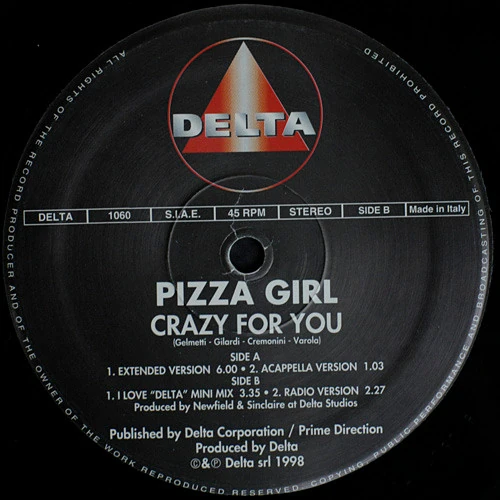 DELTA
DELTA 1060 S.I.A.E. 45 RPM STEREO SIDE B Made in Italy
PIZZA GIRL
CRAZY FOR YOU
(Gelmetti - Gilardi - Cremonini - Varola)
SIDE A
1. EXTENDED VERSION 6.00 • 2. ACAPPELLA VERSION 1.03
SIDE B
1. I LOVE "DELTA" MINI MIX 3.35 • 2. RADIO VERSION 2.27
Produced by Newfield & Sinclaire at Delta Studios
Published by Delta Corporation / Prime Direction
Produced by Delta
©&℗ Delta srl 1998
ALL RIGHTS OF THE RECORD PRODUCER AND OF THE OWNER OF THE WORK REPRODUCED RESERVED. COPYING, PUBLIC PERFORMANCE AND BROADCASTING OF THIS RECORD PROHIBITED